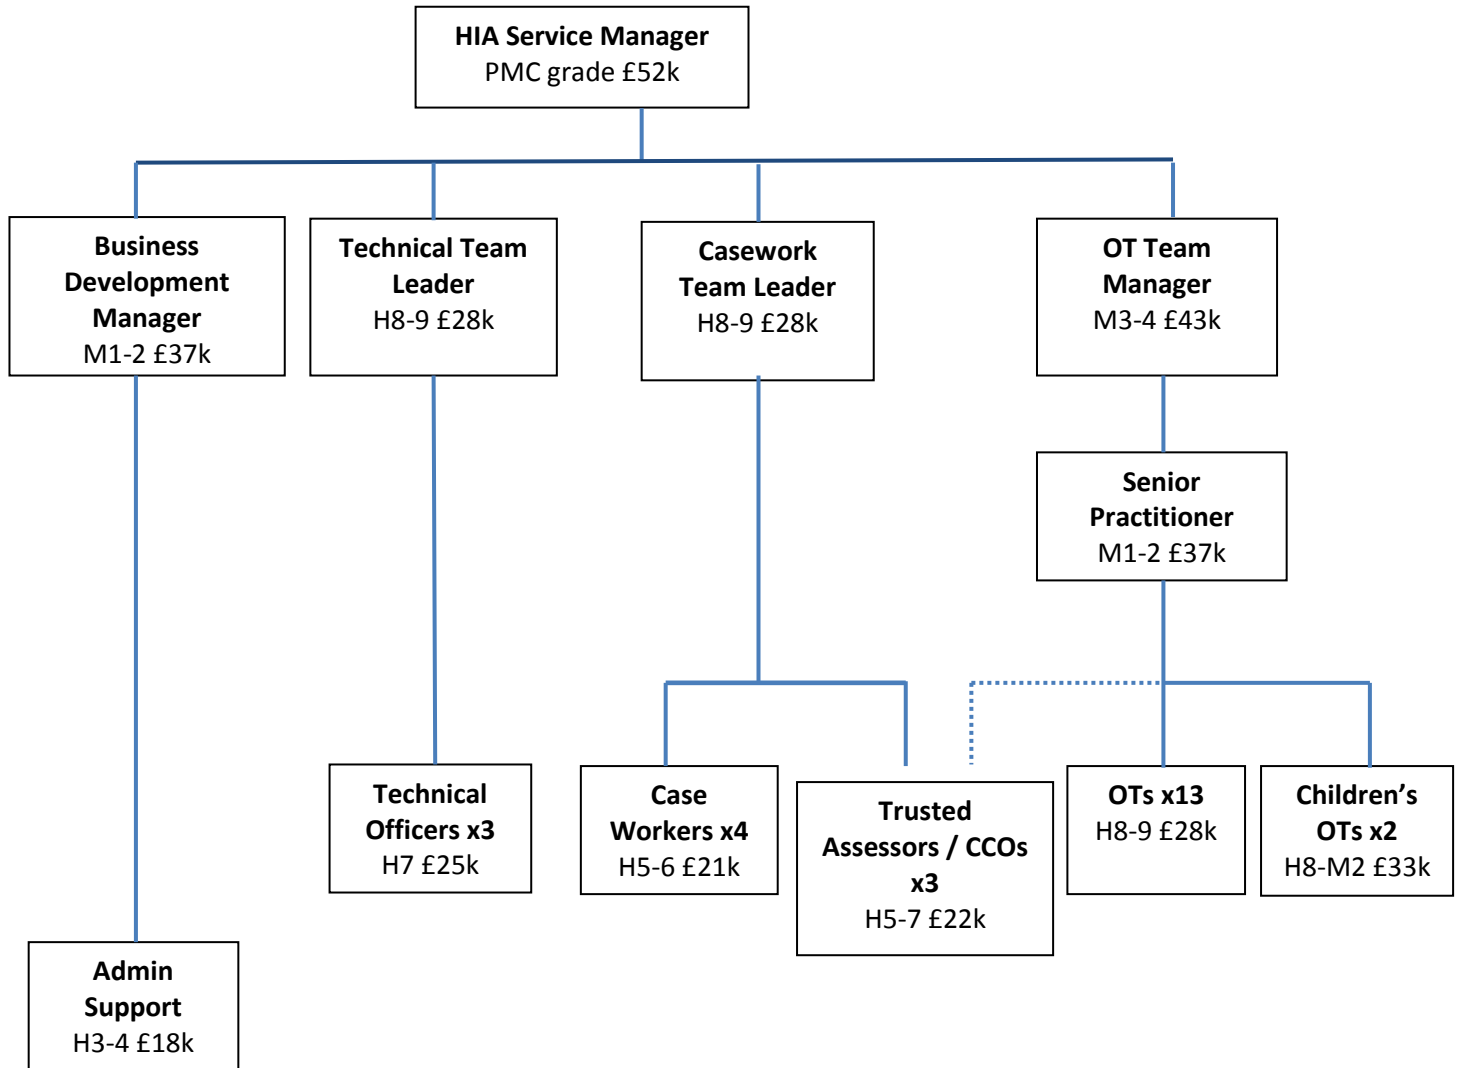 HIA Service Manager
PMC grade £52k
Business
Development
Manager
M1-2 £37k
Technical Team
Leader
H8-9 £28k
Casework
Team Leader
H8-9 £28k
OT Team
Manager
M3-4 £43k
Senior
Practitioner
M1-2 £37k
Technical
Officers x3
H7 £25k
Case
Workers x4
H5-6 £21k
Trusted
Assessors / CCOs
x3
H5-7 £22k
OTs x13
H8-9 £28k
Children’s
OTs x2
H8-M2 £33k
Admin
Support
H3-4 £18k